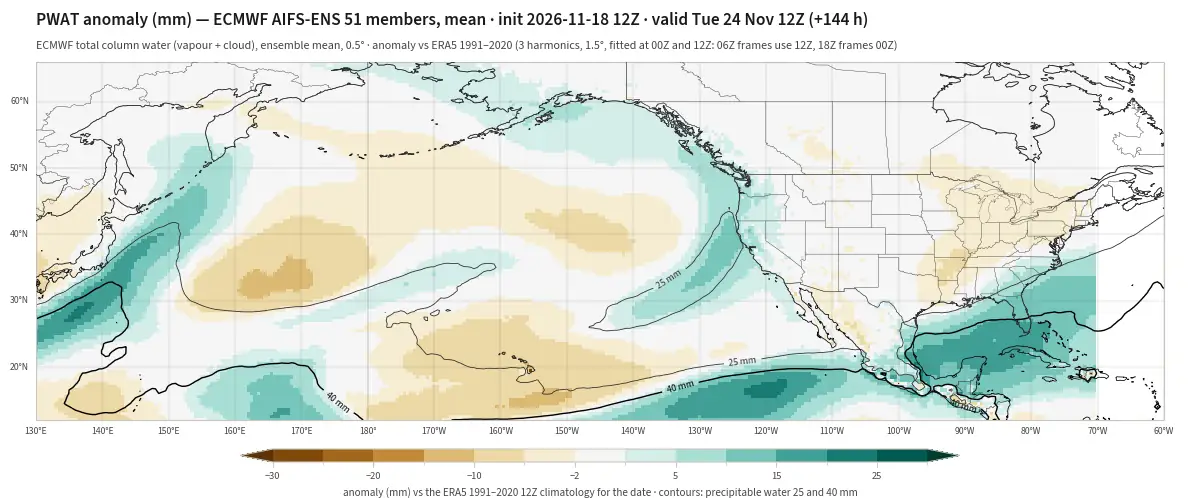 PWAT anomaly (mm) — ECMWF AIFS-ENS 51 members, mean · init 2026-11-18 12Z · valid Tue 24 Nov 12Z (+144 h)
ECMWF total column water (vapour + cloud), ensemble mean, 0.5° · anomaly vs ERA5 1991–2020 (3 harmonics, 1.5°, fitted at 00Z and 12Z: 06Z frames use 12Z, 18Z frames 00Z)
60°N
50°N
40°N
30°N
20°N
25 mm
25 mm
40 mm
40 mm
130°E 140°E 150°E 160°E 170°E 180° 170°W 160°W 150°W 140°W 130°W 120°W 110°W 100°W 90°W 80°W 70°W 60°W
−30 −20 −10 −2 5 15 25
anomaly (mm) vs the ERA5 1991–2020 12Z climatology for the date · contours: precipitable water 25 and 40 mm